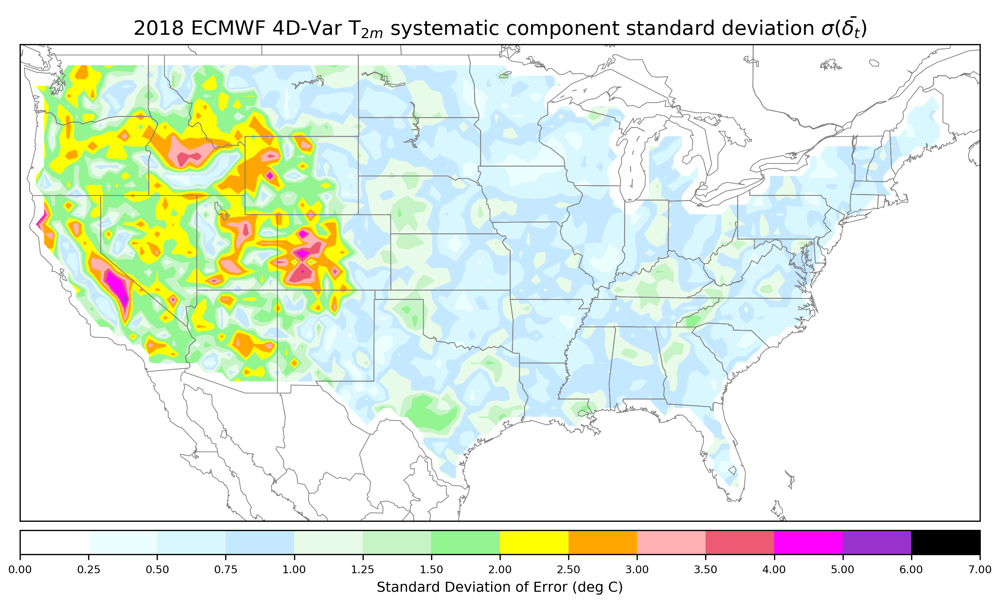 2018 ECMWF 4D-Var T₂ₘ systematic component standard deviation σ(δ̄ₜ)
0.00 0.25 0.50 0.75 1.00 1.25 1.50 2.00 2.50 3.00 3.50 4.00 5.00 6.00 7.00
Standard Deviation of Error (deg C)